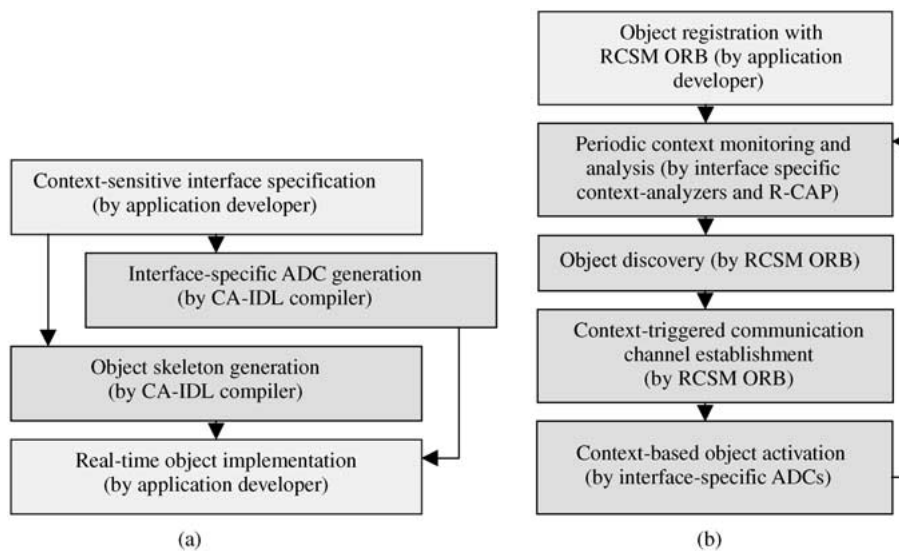 Context-sensitive interface specification
(by application developer)
Interface-specific ADC generation
(by CA-IDL compiler)
Object skeleton generation
(by CA-IDL compiler)
Real-time object implementation
(by application developer)
(a)
Object registration with
RCSM ORB (by application
developer)
Periodic context monitoring and
analysis (by interface specific
context-analyzers and R-CAP)
Object discovery (by RCSM ORB)
Context-triggered communication
channel establishment
(by RCSM ORB)
Context-based object activation
(by interface-specific ADCs)
(b)